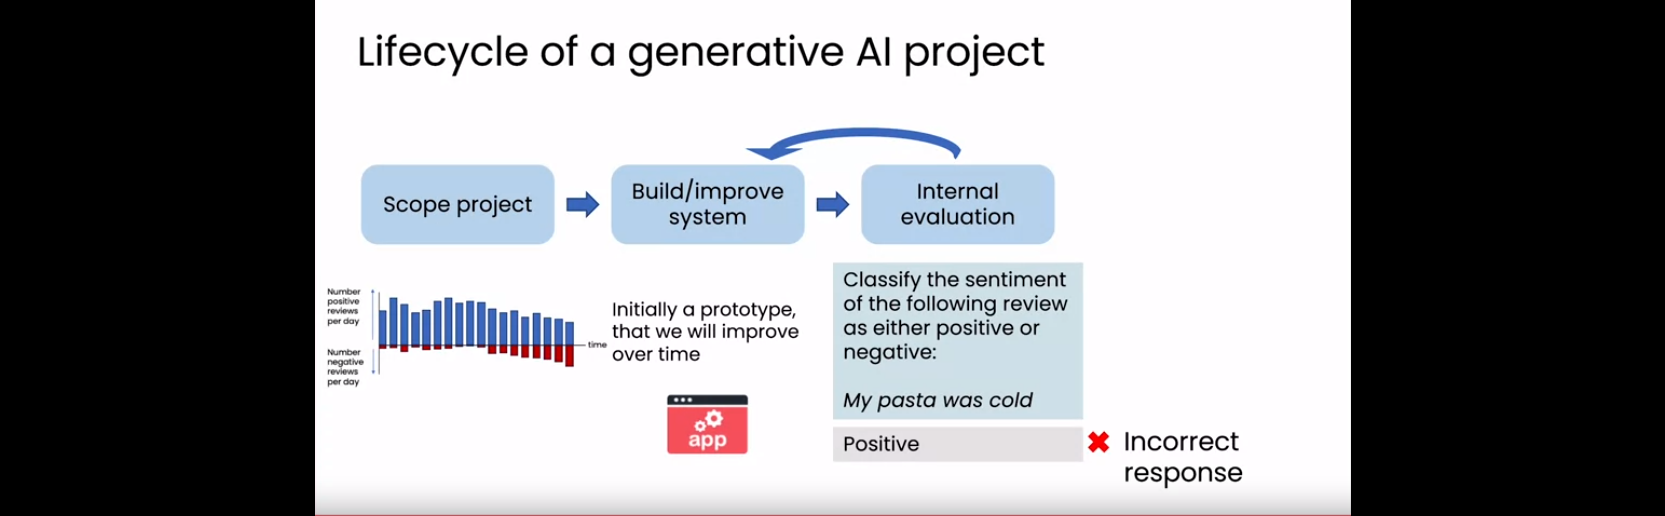 Lifecycle of a generative AI project
Scope project
Build/improve
system
Internal
evaluation
Number
positive
reviews
per day
Number
negative
reviews
per day
time
Initially a prototype,
that we will improve
over time
app
Classify the sentiment
of the following review
as either positive or
negative:
My pasta was cold
Positive
Incorrect
response